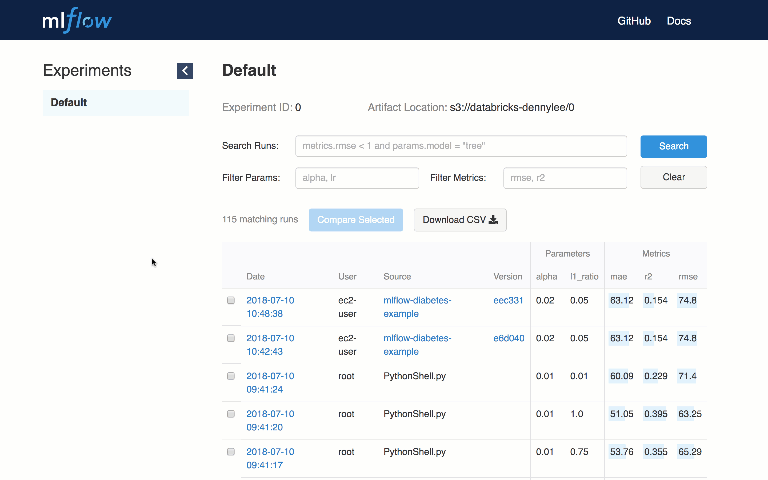 mlflow
GitHub Docs
Experiments
Default
Default
Experiment ID: 0 Artifact Location: s3://databricks-dennylee/0
Search Runs: metrics.rmse < 1 and params.model = "tree" Search
Filter Params: alpha, lr Filter Metrics: rmse, r2 Clear
115 matching runs Compare Selected Download CSV
Parameters Metrics
Date User Source Version alpha l1_ratio mae r2 rmse
2018-07-10 ec2- mlflow-diabetes- eec331 0.02 0.05 63.12 0.154 74.8
10:48:38 user example
2018-07-10 ec2- mlflow-diabetes- e6d040 0.02 0.05 63.12 0.154 74.8
10:42:43 user example
2018-07-10 root PythonShell.py 0.01 0.01 60.09 0.229 71.4
09:41:24
2018-07-10 root PythonShell.py 0.01 1.0 51.05 0.395 63.25
09:41:20
2018-07-10 root PythonShell.py 0.01 0.75 53.76 0.355 65.29
09:41:17